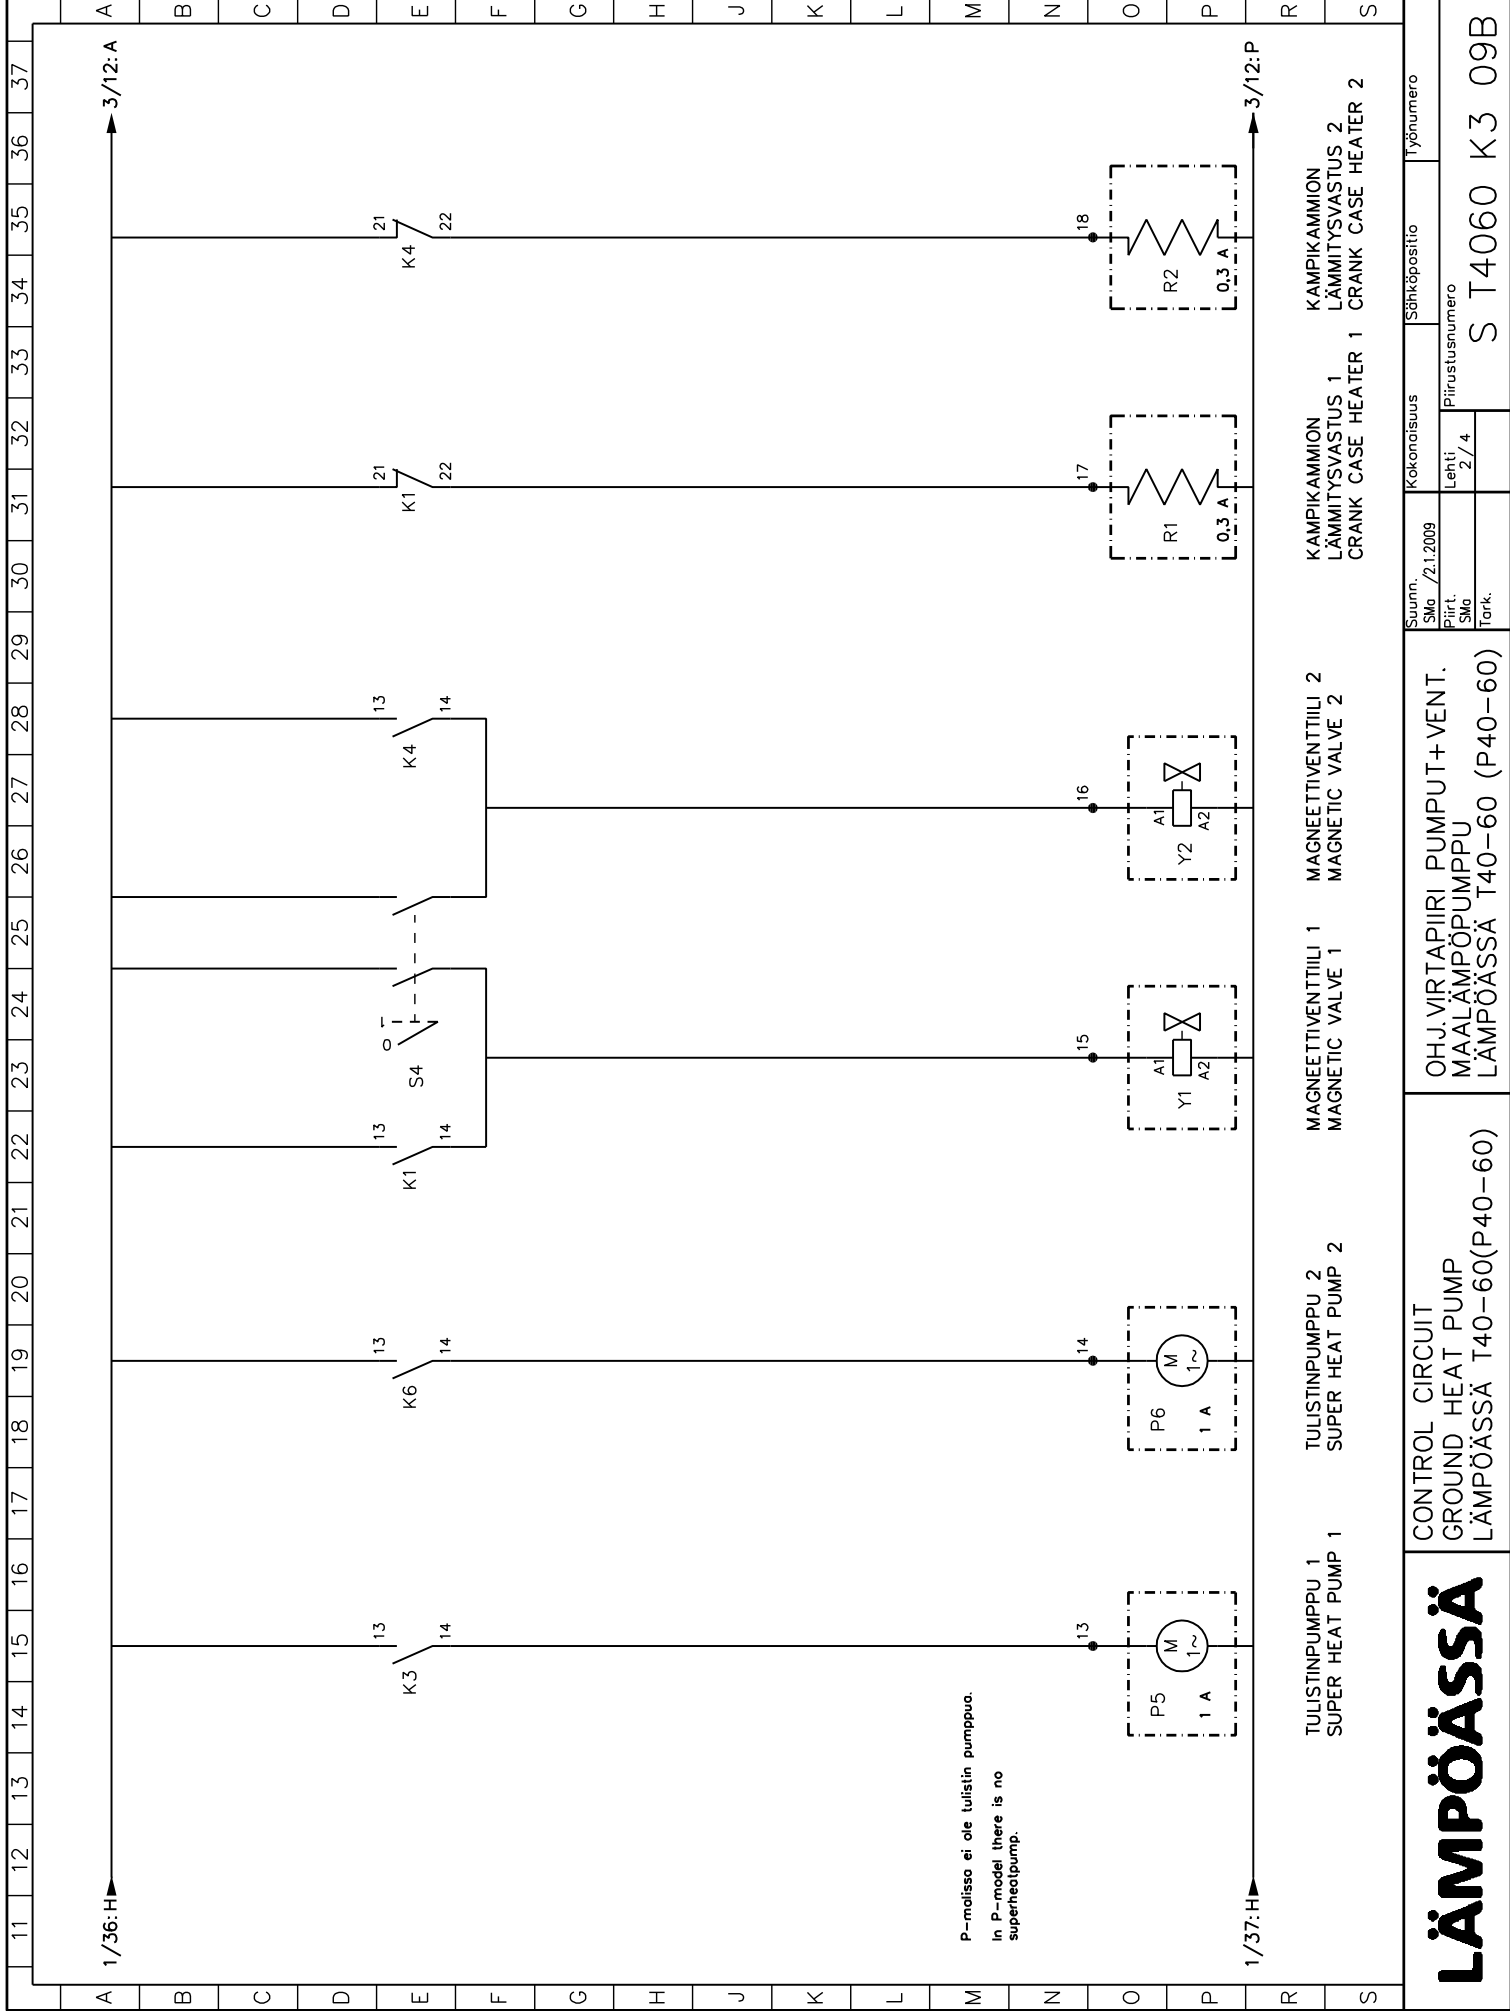 11 12 13 14 15 16 17 18 19 20 21 22 23 24 25 26 27 28 29 30 31 32 33 34 35 36 37
A A
B B
C C
D D
E E
F F
G G
H H
J J
K K
L L
M M
N N
O O
P P
R R
S S
1/36:H 3/12:A
13 13 13 13 21 21
K3 K6 K1 K4 K1 K4
14 14 14 14 22 22
0 1
S4
P-malissa ei ole tulistin pumppua.
In P-model there is no
superheatpump.
13 14 15 16 17 18
P5 M 1~ 1 A
P6 M 1~ 1 A
Y1 A1 A2
Y2 A1 A2
R1 0,3 A
R2 0,3 A
1/37:H 3/12:P
TULISTINPUMPPU 1
SUPER HEAT PUMP 1
TULISTINPUMPPU 2
SUPER HEAT PUMP 2
MAGNEETTIVENTTIILI 1
MAGNETIC VALVE 1
MAGNEETTIVENTTIILI 2
MAGNETIC VALVE 2
KAMPIKAMMION
LÄMMITYSVASTUS 1
CRANK CASE HEATER 1
KAMPIKAMMION
LÄMMITYSVASTUS 2
CRANK CASE HEATER 2
LÄMPÖÄSSÄ
CONTROL CIRCUIT
GROUND HEAT PUMP
LÄMPÖÄSSÄ T40-60(P40-60)
OHJ.VIRTAPIIRI PUMPUT+VENT.
MAALÄMPÖPUMPPU
LÄMPÖÄSSÄ T40-60 (P40-60)
Suunn.
SMa /2.1.2009
Piirt.
SMa
Tark.
Kokonaisuus
Sähköpositio
Työnumero
Lehti
2/4
Piirustusnumero
S T4060 K3 09B